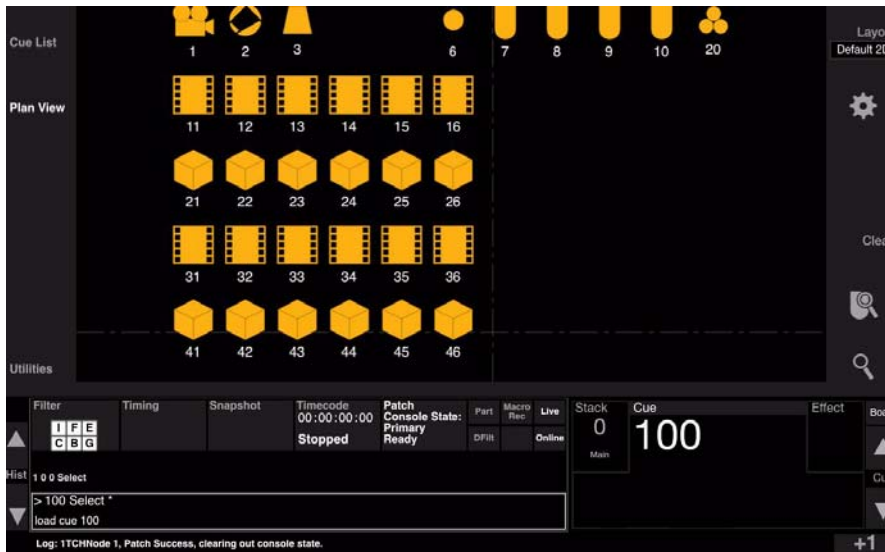 Cue List
Layo
Default 2D
1 2 3 6 7 8 9 10 20
Plan View
11 12 13 14 15 16
21 22 23 24 25 26
Clea
31 32 33 34 35 36
41 42 43 44 45 46
Utilities
Filter
I F E
C B G
Timing
Snapshot
Timecode
00:00:00:00
Stopped
Patch
Console State:
Primary
Ready
Part
Macro
Rec
Live
DFilt
Online
Stack
0
Main
Cue
100
Effect
Boa
Hist
1 0 0 Select
> 100 Select *
load cue 100
Cu
Log: 1TCHNode 1, Patch Success, clearing out console state.
+1